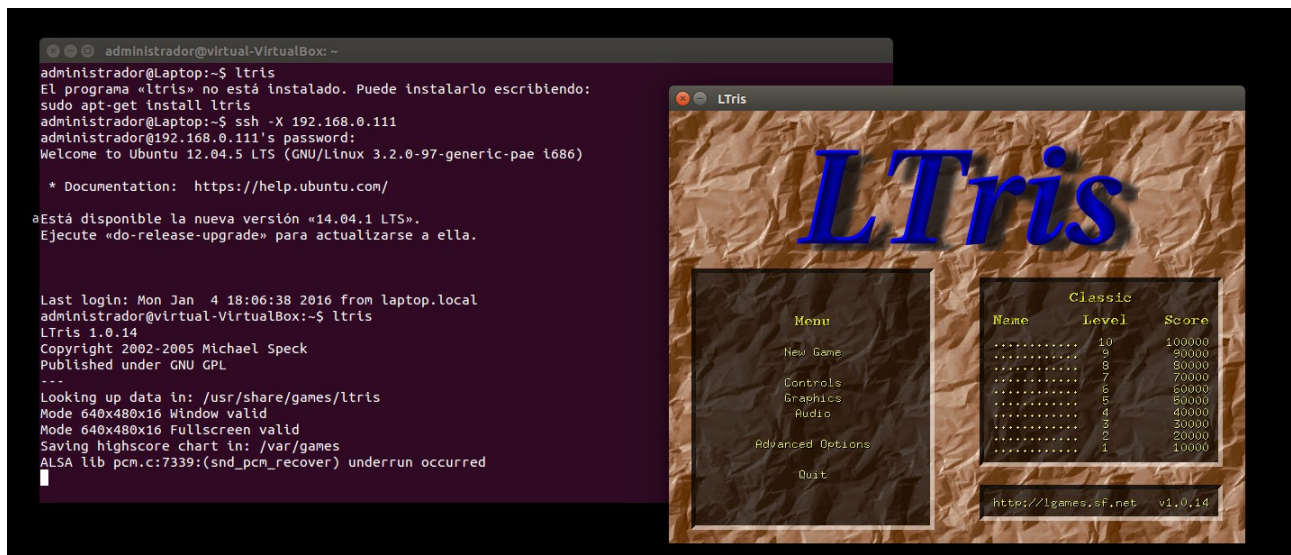 administrador@virtual-VirtualBox: ~
administrador@Laptop:~$ ltris
El programa «ltris» no está instalado. Puede instalarlo escribiendo:
sudo apt-get install ltris
administrador@Laptop:~$ ssh -X 192.168.0.111
administrador@192.168.0.111's password:
Welcome to Ubuntu 12.04.5 LTS (GNU/Linux 3.2.0-97-generic-pae i686)
* Documentation:  https://help.ubuntu.com/
aEstá disponible la nueva versión «14.04.1 LTS».
Ejecute «do-release-upgrade» para actualizarse a ella.
Last login: Mon Jan  4 18:06:38 2016 from laptop.local
administrador@virtual-VirtualBox:~$ ltris
LTris 1.0.14
Copyright 2002-2005 Michael Speck
Published under GNU GPL
---
Looking up data in: /usr/share/games/ltris
Mode 640x480x16 Window valid
Mode 640x480x16 Fullscreen valid
Saving highscore chart in: /var/games
ALSA lib pcm.c:7339:(snd_pcm_recover) underrun occurred
LTris
LTris
Menu
New Game
Controls
Graphics
Audio
Advanced Options
Quit
Classic
Name Level Score
............ 10 100000
............ 9 90000
............ 8 80000
............ 7 70000
............ 6 60000
............ 5 50000
............ 4 40000
............ 3 30000
............ 2 20000
............ 1 10000
http://lgames.sf.net v1.0.14